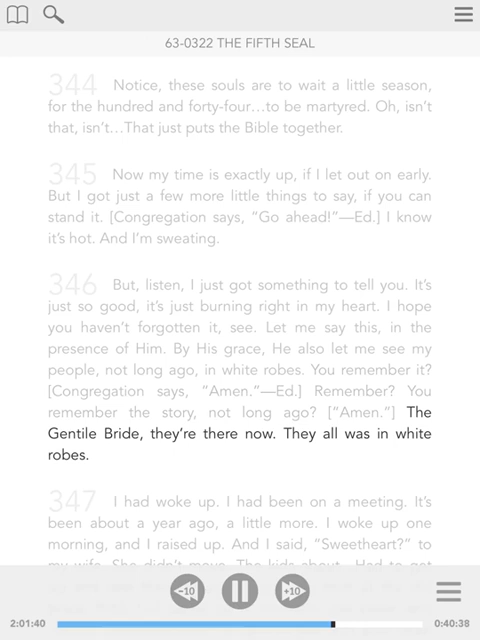 63-0322 THE FIFTH SEAL
344 Notice, these souls are to wait a little season,
for the hundred and forty-four…to be martyred. Oh, isn't
that, isn't…That just puts the Bible together.
345 Now my time is exactly up, if I let out on early.
But I got just a few more little things to say, if you can
stand it. [Congregation says, “Go ahead!”—Ed.] I know
it's hot. And I'm sweating.
346 But, listen, I just got something to tell you. It's
just so good, it's just burning right in my heart. I hope
you haven't forgotten it, see. Let me say this, in the
presence of Him. By His grace, He also let me see my
people, not long ago, in white robes. You remember it?
[Congregation says, “Amen.”—Ed.] Remember? You
remember the story, not long ago? [“Amen.”] The
Gentile Bride, they're there now. They all was in white
robes.
347 I had woke up. I had been on a meeting. It's
been about a year ago, a little more. I woke up one
morning, and I raised up. And I said, “Sweetheart?” to
my wife. She didn't move. The kids about…Had to get
-10
+10
2:01:40
0:40:38